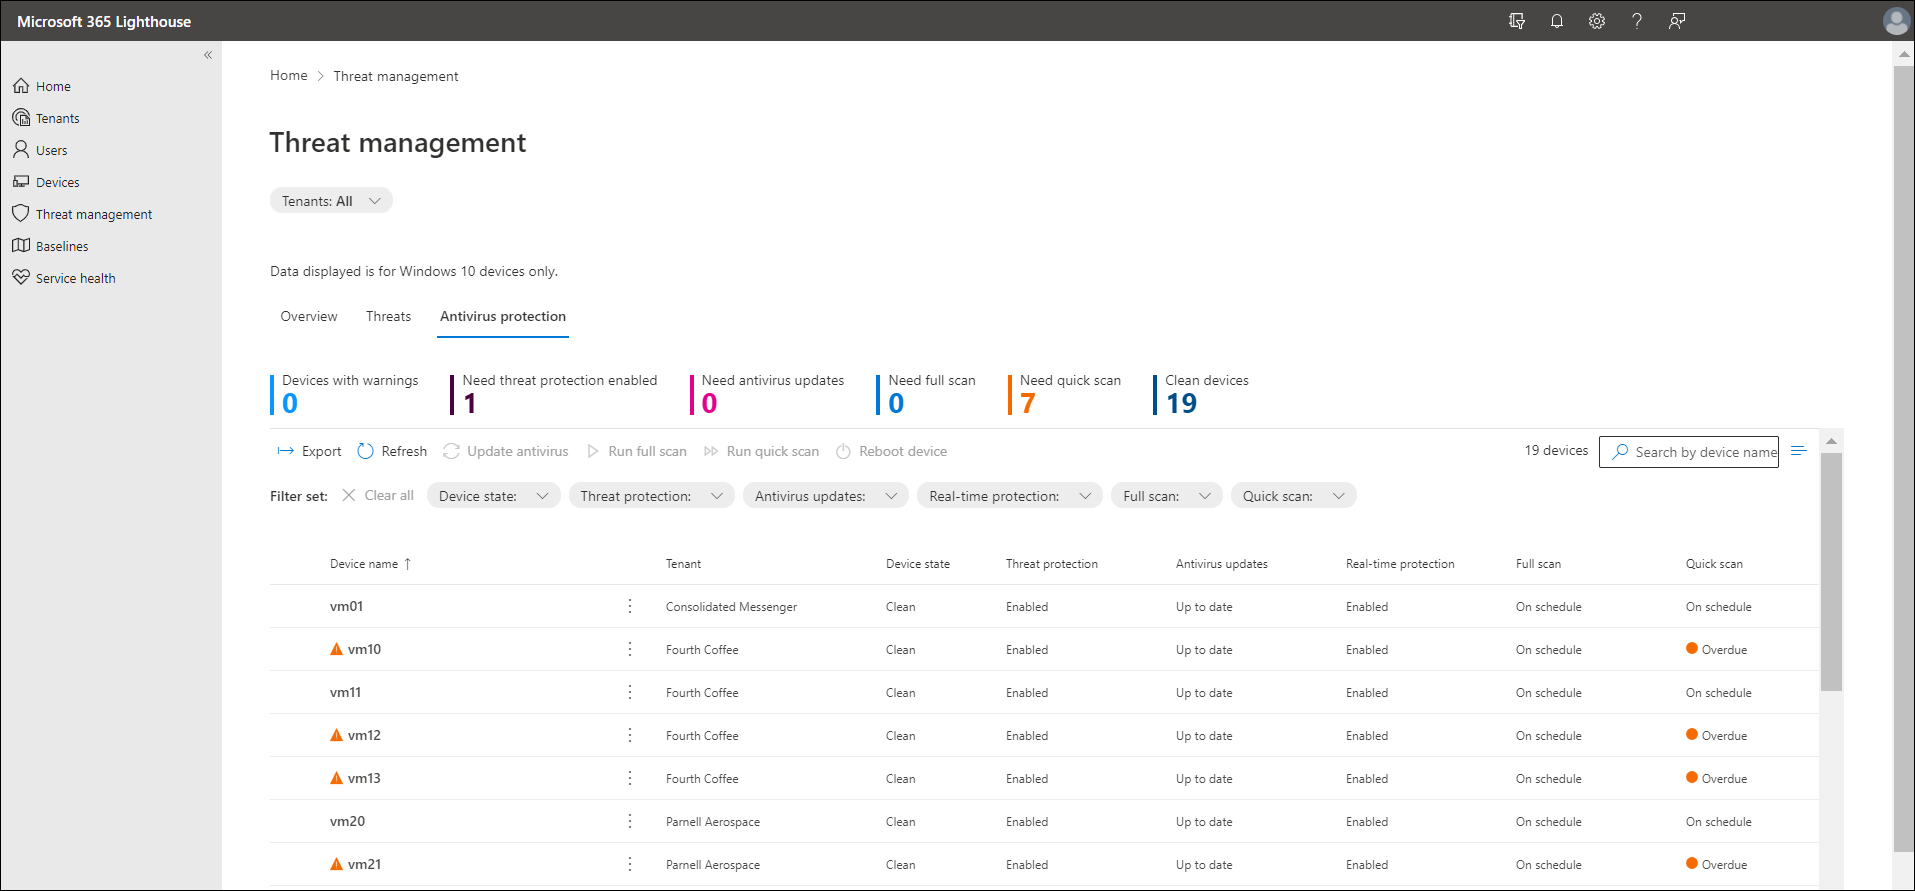 Microsoft 365 Lighthouse
Home
Tenants
Users
Devices
Threat management
Baselines
Service health
Home > Threat management
Threat management
Tenants: All
Data displayed is for Windows 10 devices only.
Overview Threats Antivirus protection
Devices with warnings Need threat protection enabled Need antivirus updates Need full scan Need quick scan Clean devices
0 1 0 0 7 19
Export Refresh Update antivirus Run full scan Run quick scan Reboot device 19 devices Search by device name
Filter set: Clear all Device state: Threat protection: Antivirus updates: Real-time protection: Full scan: Quick scan:
Device name ↑ Tenant Device state Threat protection Antivirus updates Real-time protection Full scan Quick scan
vm01 Consolidated Messenger Clean Enabled Up to date Enabled On schedule On schedule
vm10 Fourth Coffee Clean Enabled Up to date Enabled On schedule Overdue
vm11 Fourth Coffee Clean Enabled Up to date Enabled On schedule On schedule
vm12 Fourth Coffee Clean Enabled Up to date Enabled On schedule Overdue
vm13 Fourth Coffee Clean Enabled Up to date Enabled On schedule Overdue
vm20 Parnell Aerospace Clean Enabled Up to date Enabled On schedule On schedule
vm21 Parnell Aerospace Clean Enabled Up to date Enabled On schedule Overdue